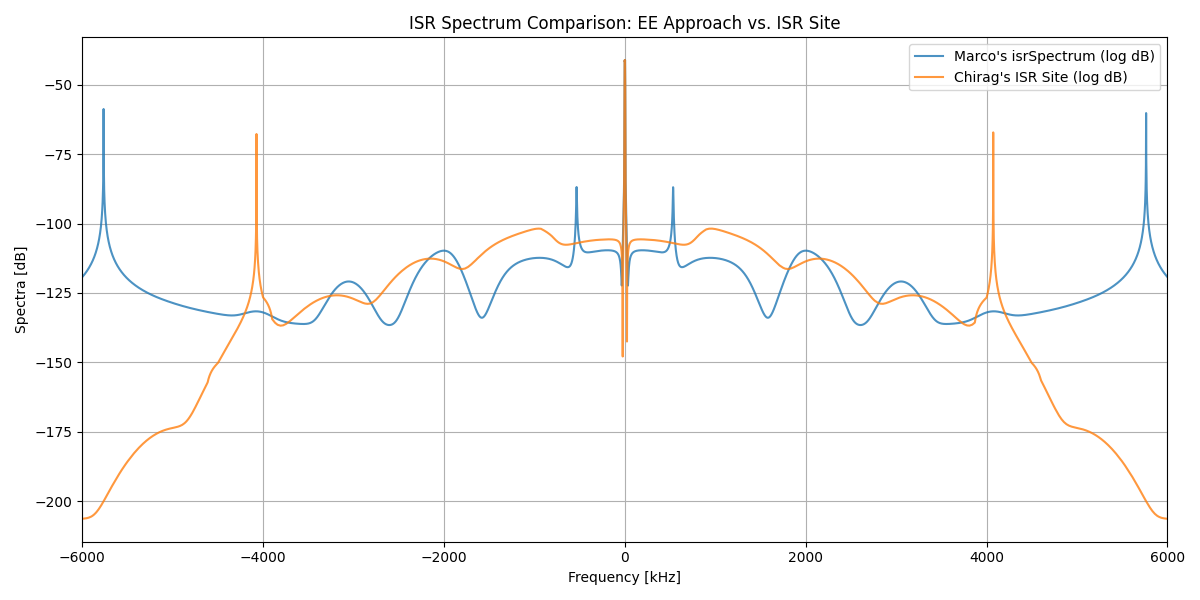 ISR Spectrum Comparison: EE Approach vs. ISR Site
Marco's isrSpectrum (log dB)
Chirag's ISR Site (log dB)
Spectra [dB]
−50
−75
−100
−125
−150
−175
−200
−6000 −4000 −2000 0 2000 4000 6000
Frequency [kHz]